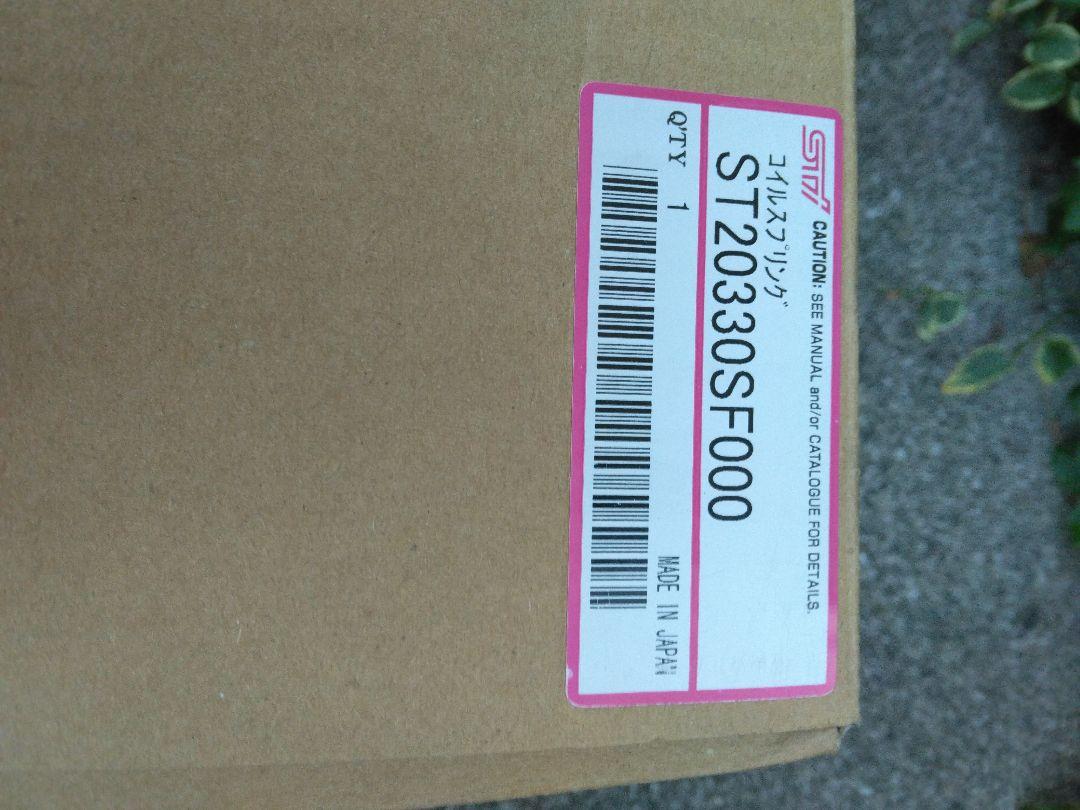 STI CAUTION: SEE MANUAL and/or CATALOGUE FOR DETAILS.
コイルスプリング
ST20330SF000
Q'TY 1
MADE IN JAPAN